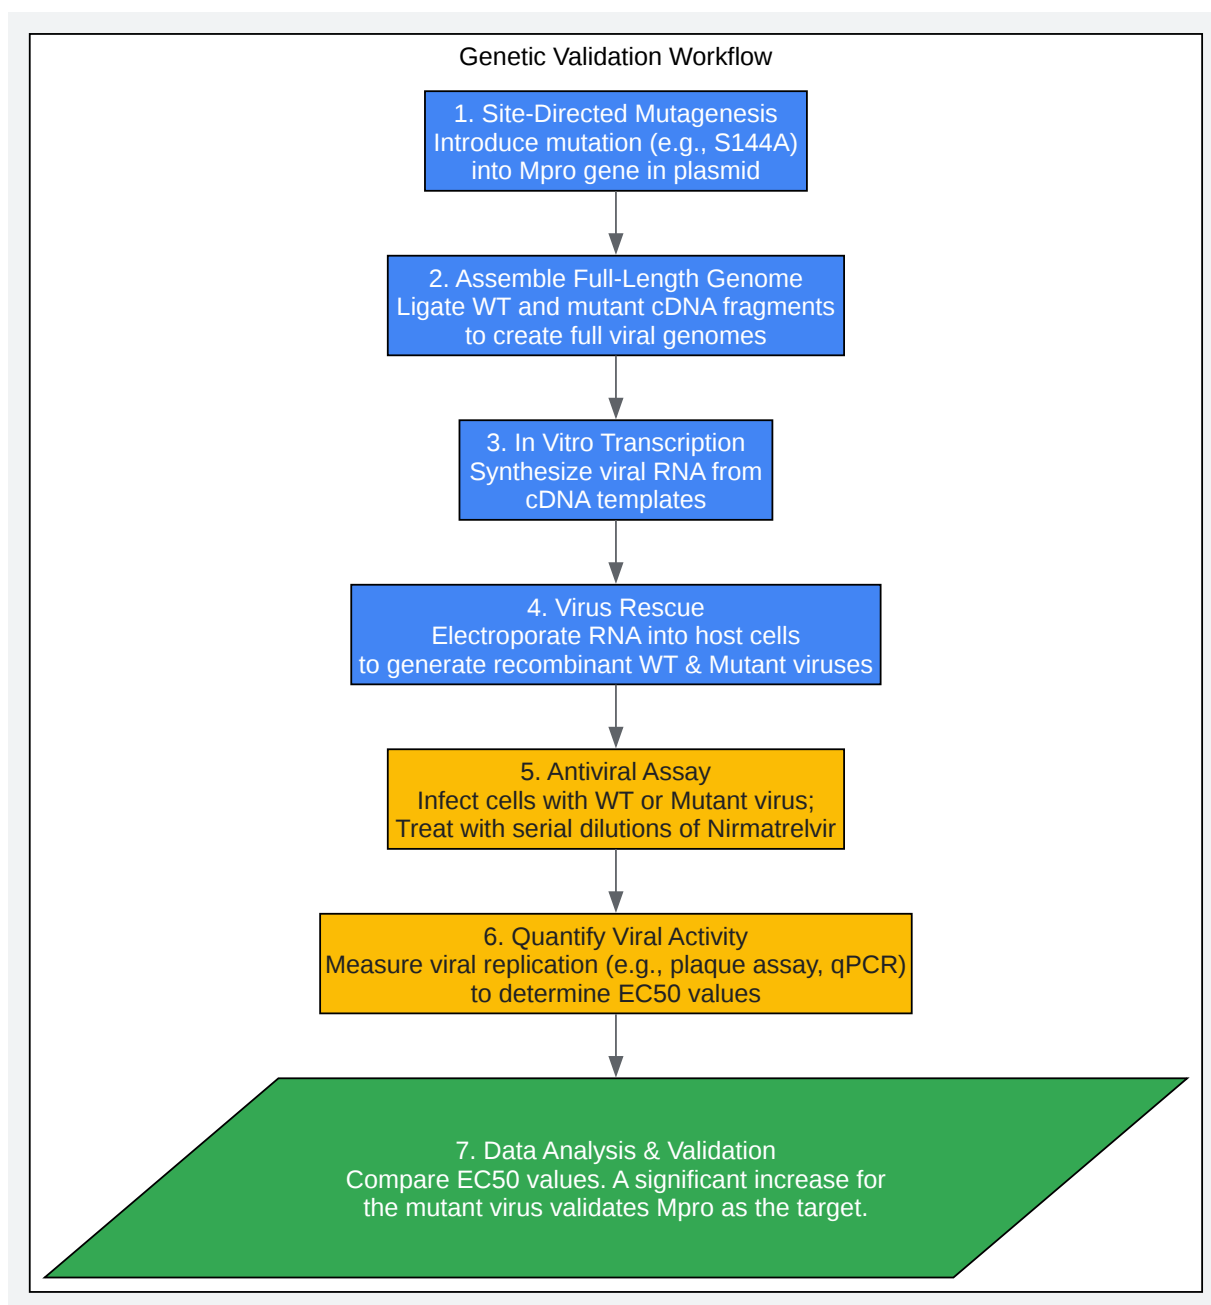 Genetic Validation Workflow
1. Site-Directed Mutagenesis
Introduce mutation (e.g., S144A)
into Mpro gene in plasmid
2. Assemble Full-Length Genome
Ligate WT and mutant cDNA fragments
to create full viral genomes
3. In Vitro Transcription
Synthesize viral RNA from
cDNA templates
4. Virus Rescue
Electroporate RNA into host cells
to generate recombinant WT & Mutant viruses
5. Antiviral Assay
Infect cells with WT or Mutant virus;
Treat with serial dilutions of Nirmatrelvir
6. Quantify Viral Activity
Measure viral replication (e.g., plaque assay, qPCR)
to determine EC50 values
7. Data Analysis & Validation
Compare EC50 values. A significant increase for
the mutant virus validates Mpro as the target.